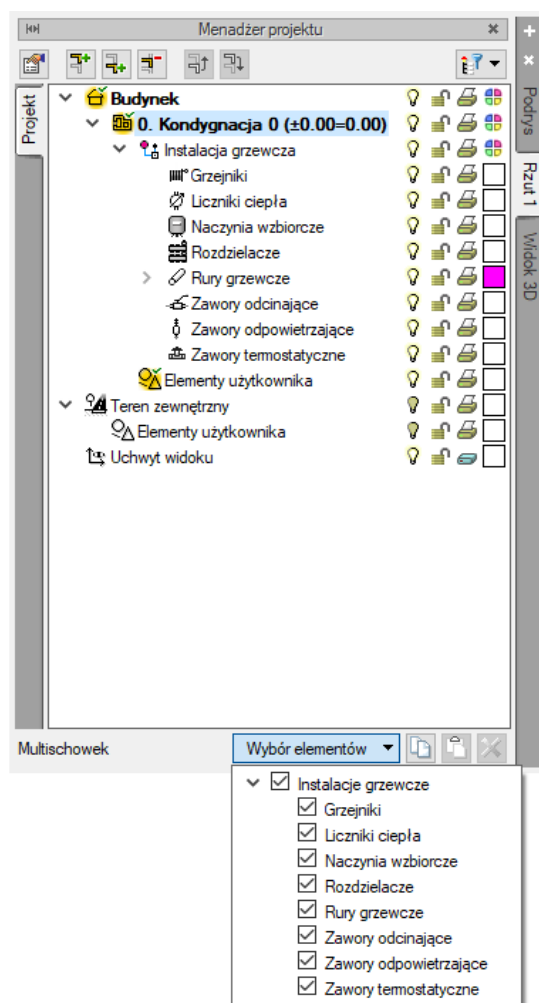 Menadżer projektu
Projekt
Budynek
0. Kondygnacja 0 (±0.00=0.00)
Instalacja grzewcza
Grzejniki
Liczniki ciepła
Naczynia wzbiorcze
Rozdzielacze
Rury grzewcze
Zawory odcinające
Zawory odpowietrzające
Zawory termostatyczne
Elementy użytkownika
Teren zewnętrzny
Elementy użytkownika
Uchwyt widoku
Podrys
Rzut 1
Widok 3D
Multischowek
Wybór elementów
Instalacje grzewcze
Grzejniki
Liczniki ciepła
Naczynia wzbiorcze
Rozdzielacze
Rury grzewcze
Zawory odcinające
Zawory odpowietrzające
Zawory termostatyczne